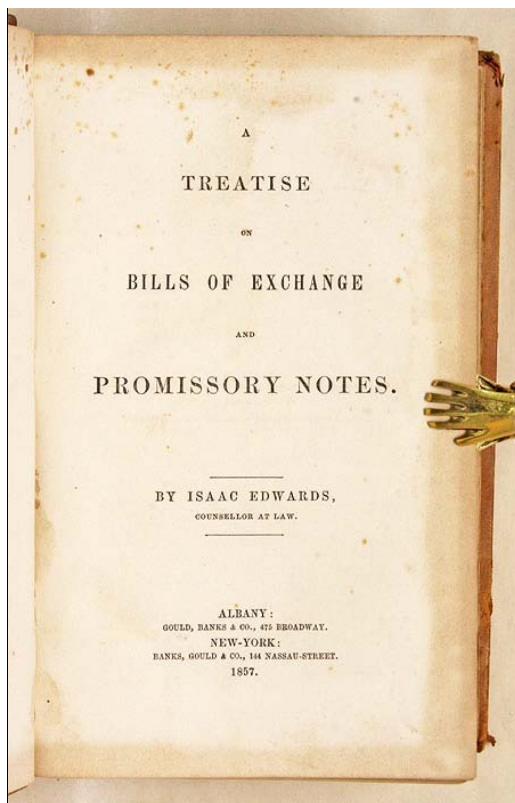 A
TREATISE
ON
BILLS OF EXCHANGE
AND
PROMISSORY NOTES.
BY ISAAC EDWARDS,
COUNSELLOR AT LAW.
ALBANY:
GOULD, BANKS & CO., 475 BROADWAY.
NEW-YORK:
BANKS, GOULD & CO., 144 NASSAU-STREET.
1857.